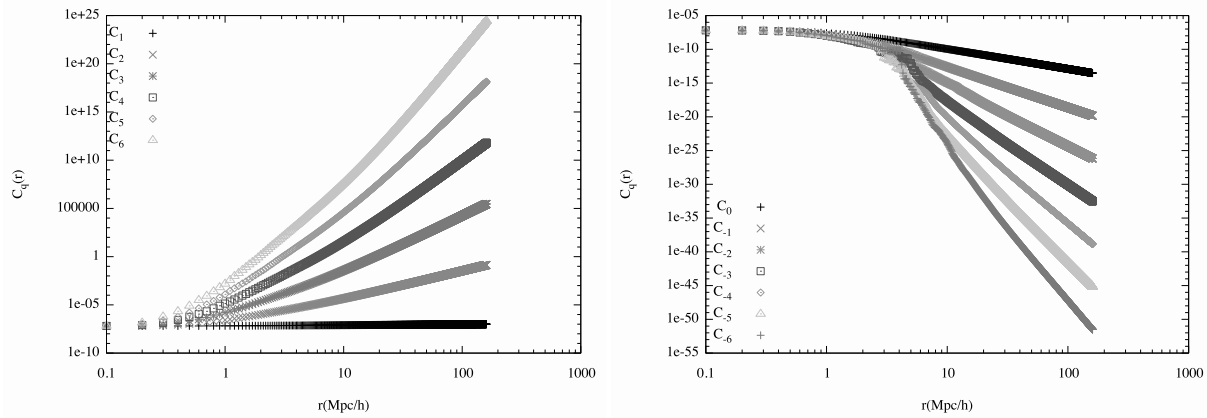 1e+25
1e+20
1e+15
1e+10
100000
1
1e-05
1e-10
C_q(r)
C_1
C_2
C_3
C_4
C_5
C_6
0.1 1 10 100 1000
r(Mpc/h)
1e-05
1e-10
1e-15
1e-20
1e-25
1e-30
1e-35
1e-40
1e-45
1e-50
1e-55
C_q(r)
C_0
C_-1
C_-2
C_-3
C_-4
C_-5
C_-6
0.1 1 10 100 1000
r(Mpc/h)